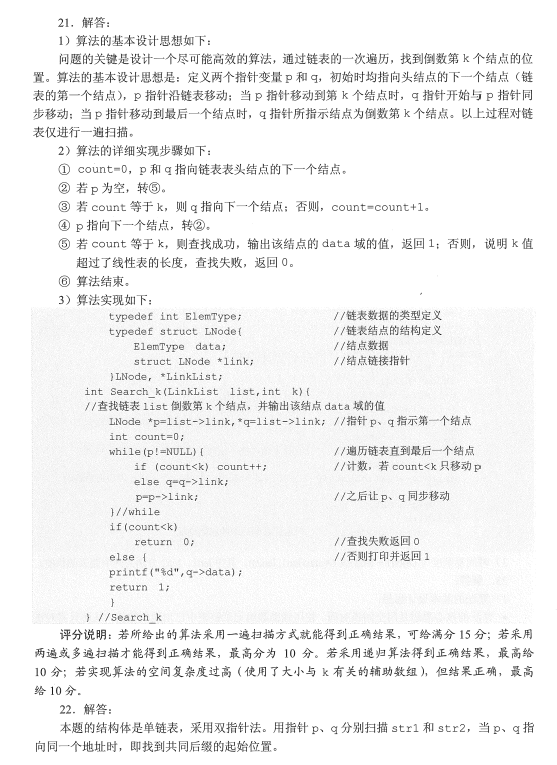 21．解答：
1）算法的基本设计思想如下：
问题的关键是设计一个尽可能高效的算法，通过链表的一次遍历，找到倒数第 k 个结点的位
置。算法的基本设计思想是：定义两个指针变量 p 和 q，初始时均指向头结点的下一个结点（链
表的第一个结点），p 指针沿链表移动；当 p 指针移动到第 k 个结点时，q 指针开始与 p 指针同
步移动；当 p 指针移动到最后一个结点时，q 指针所指示结点为倒数第 k 个结点。以上过程对链
表仅进行一遍扫描。
2）算法的详细实现步骤如下：
① count=0，p 和 q 指向链表表头结点的下一个结点。
② 若 p 为空，转⑤。
③ 若 count 等于 k，则 q 指向下一个结点；否则，count=count+1。
④ p 指向下一个结点，转②。
⑤ 若 count 等于 k，则查找成功，输出该结点的 data 域的值，返回 1；否则，说明 k 值
超过了线性表的长度，查找失败，返回 0。
⑥ 算法结束。
3）算法实现如下：
typedef int ElemType; //链表数据的类型定义
typedef struct LNode{ //链表结点的结构定义
ElemType data; //结点数据
struct LNode *link; //结点链接指针
}LNode, *LinkList;
int Search_k(LinkList list,int k){
//查找链表 list 倒数第 k 个结点，并输出该结点 data 域的值
LNode *p=list->link,*q=list->link; //指针 p、q 指示第一个结点
int count=0;
while(p!=NULL){ //遍历链表直到最后一个结点
if (count<k) count++; //计数，若 count<k 只移动 p
else q=q->link;
p=p->link; //之后让 p、q 同步移动
}//while
if(count<k)
return 0; //查找失败返回 0
else { //否则打印并返回 1
printf("%d",q->data);
return 1;
}
} //Search_k
评分说明：若所给出的算法采用一遍扫描方式就能得到正确结果，可给满分 15 分；若采用
两遍或多遍扫描才能得到正确结果，最高分为 10 分。若采用递归算法得到正确结果，最高给
10 分；若实现算法的空间复杂度过高（使用了大小与 k 有关的辅助数组），但结果正确，最高
给 10 分。
22．解答：
本题的结构体是单链表，采用双指针法。用指针 p、q 分别扫描 str1 和 str2，当 p、q 指
向同一个地址时，即找到共同后缀的起始位置。